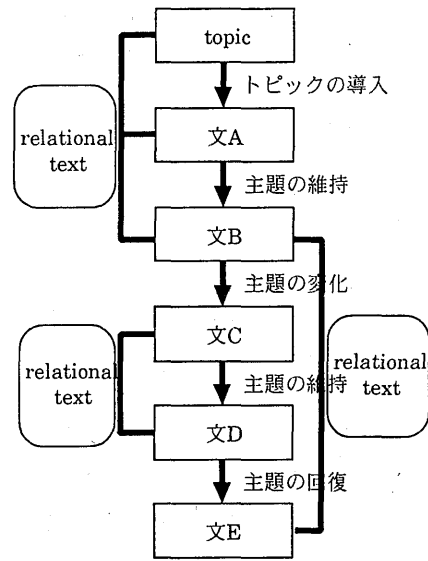 topic
トピックの導入
relational
text
文A
主題の維持
文B
主題の変化
文C
relational
text
relational
text
主題の維持
文D
主題の回復
文E